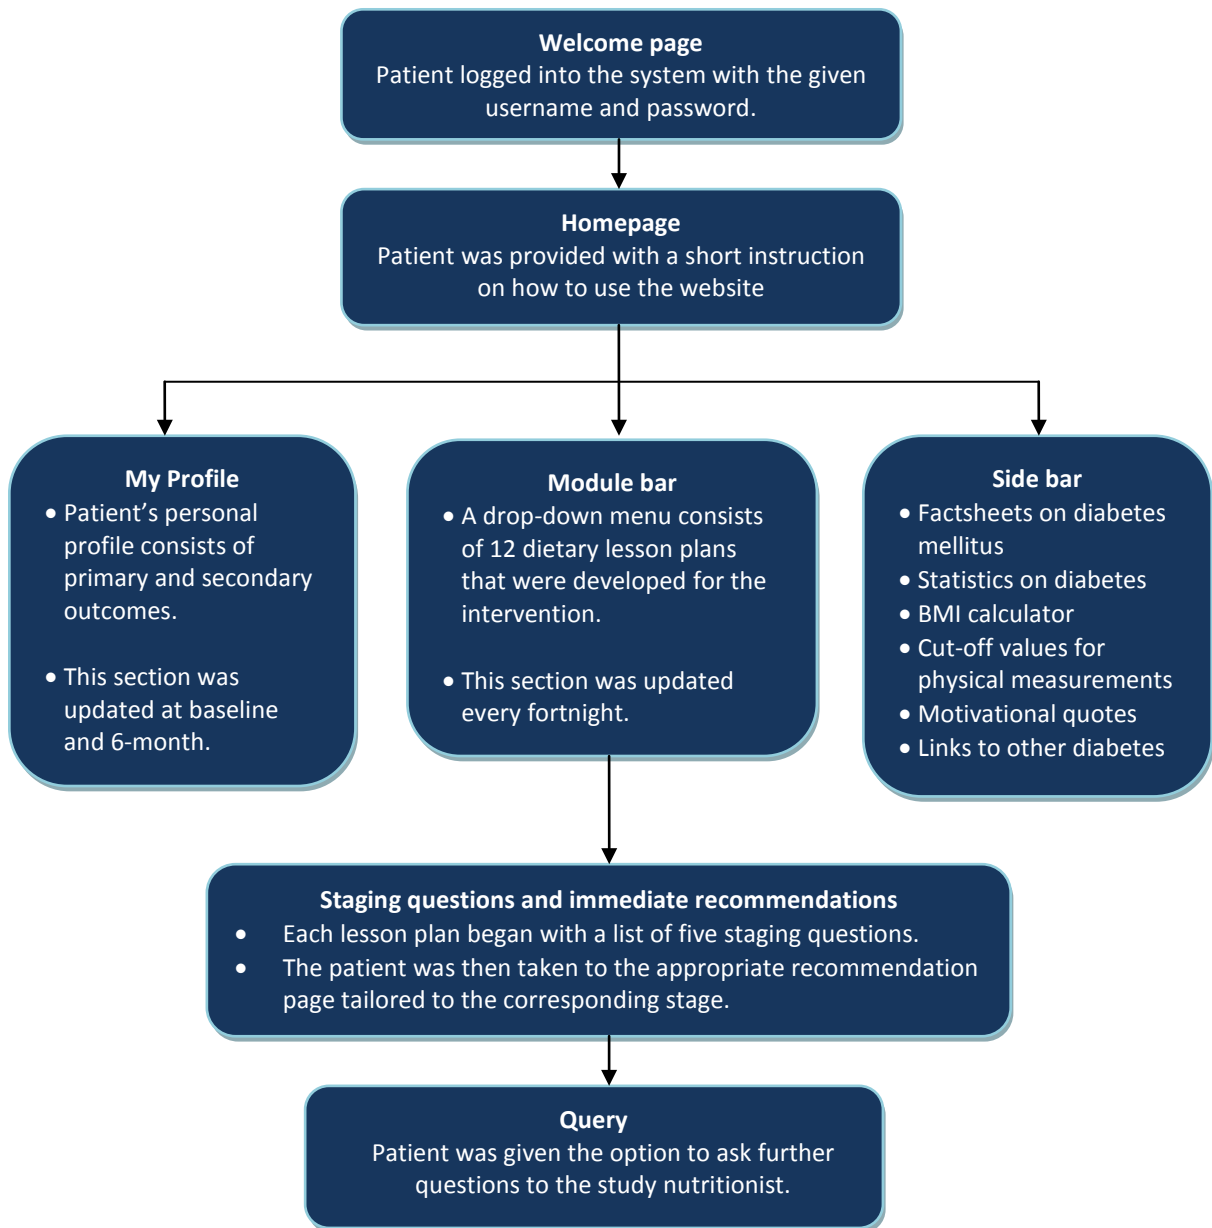 Welcome page
Patient logged into the system with the given
username and password.
Homepage
Patient was provided with a short instruction
on how to use the website
My Profile
• Patient’s personal
profile consists of
primary and secondary
outcomes.
• This section was
updated at baseline
and 6-month.
Module bar
• A drop-down menu consists
of 12 dietary lesson plans
that were developed for the
intervention.
• This section was updated
every fortnight.
Side bar
• Factsheets on diabetes
mellitus
• Statistics on diabetes
• BMI calculator
• Cut-off values for
physical measurements
• Motivational quotes
• Links to other diabetes
Staging questions and immediate recommendations
• Each lesson plan began with a list of five staging questions.
• The patient was then taken to the appropriate recommendation
page tailored to the corresponding stage.
Query
Patient was given the option to ask further
questions to the study nutritionist.